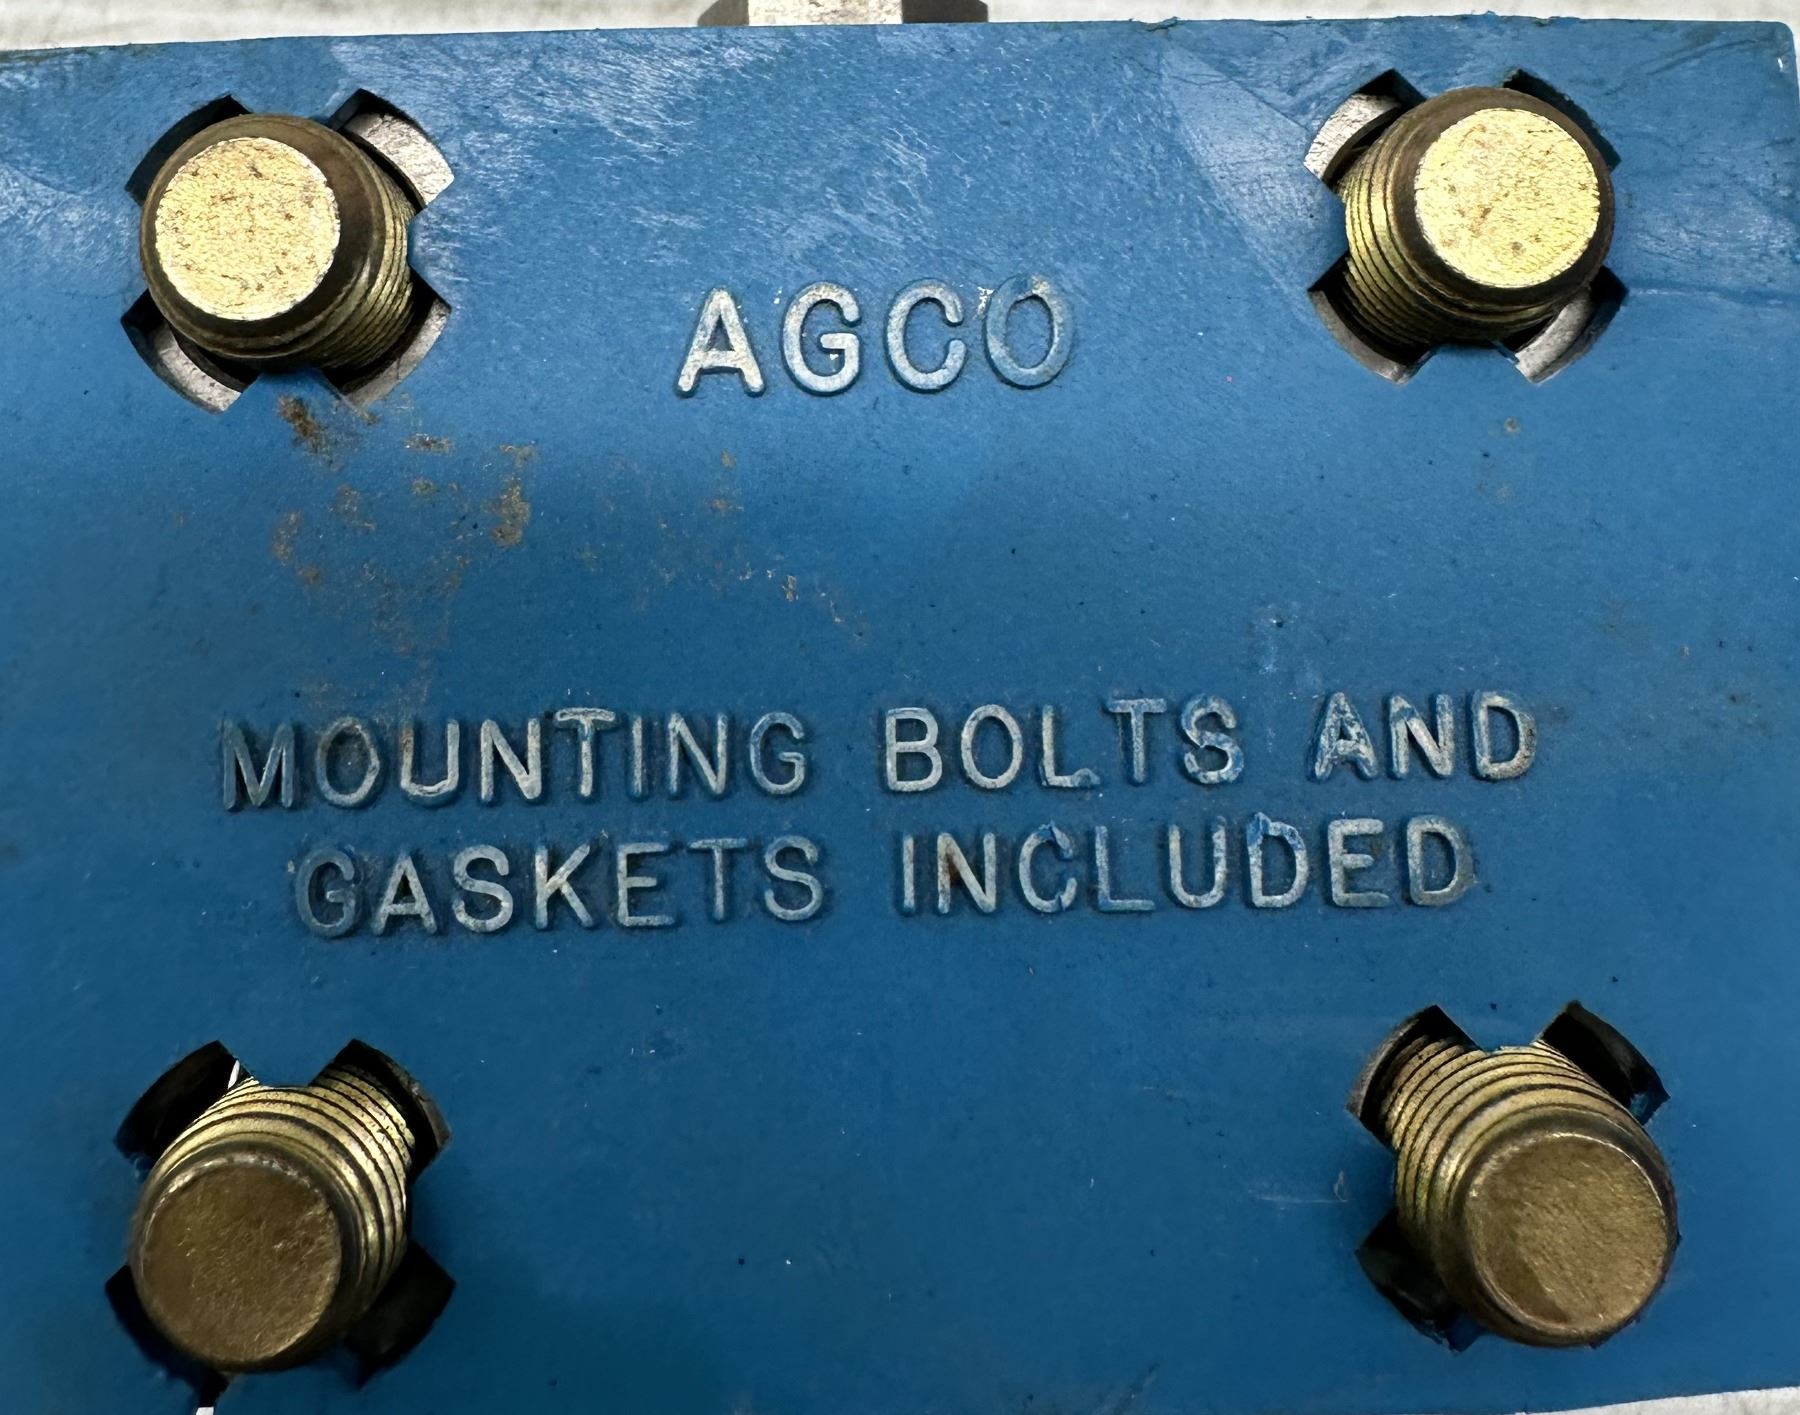 AGCO
MOUNTING BOLTS AND
GASKETS INCLUDED